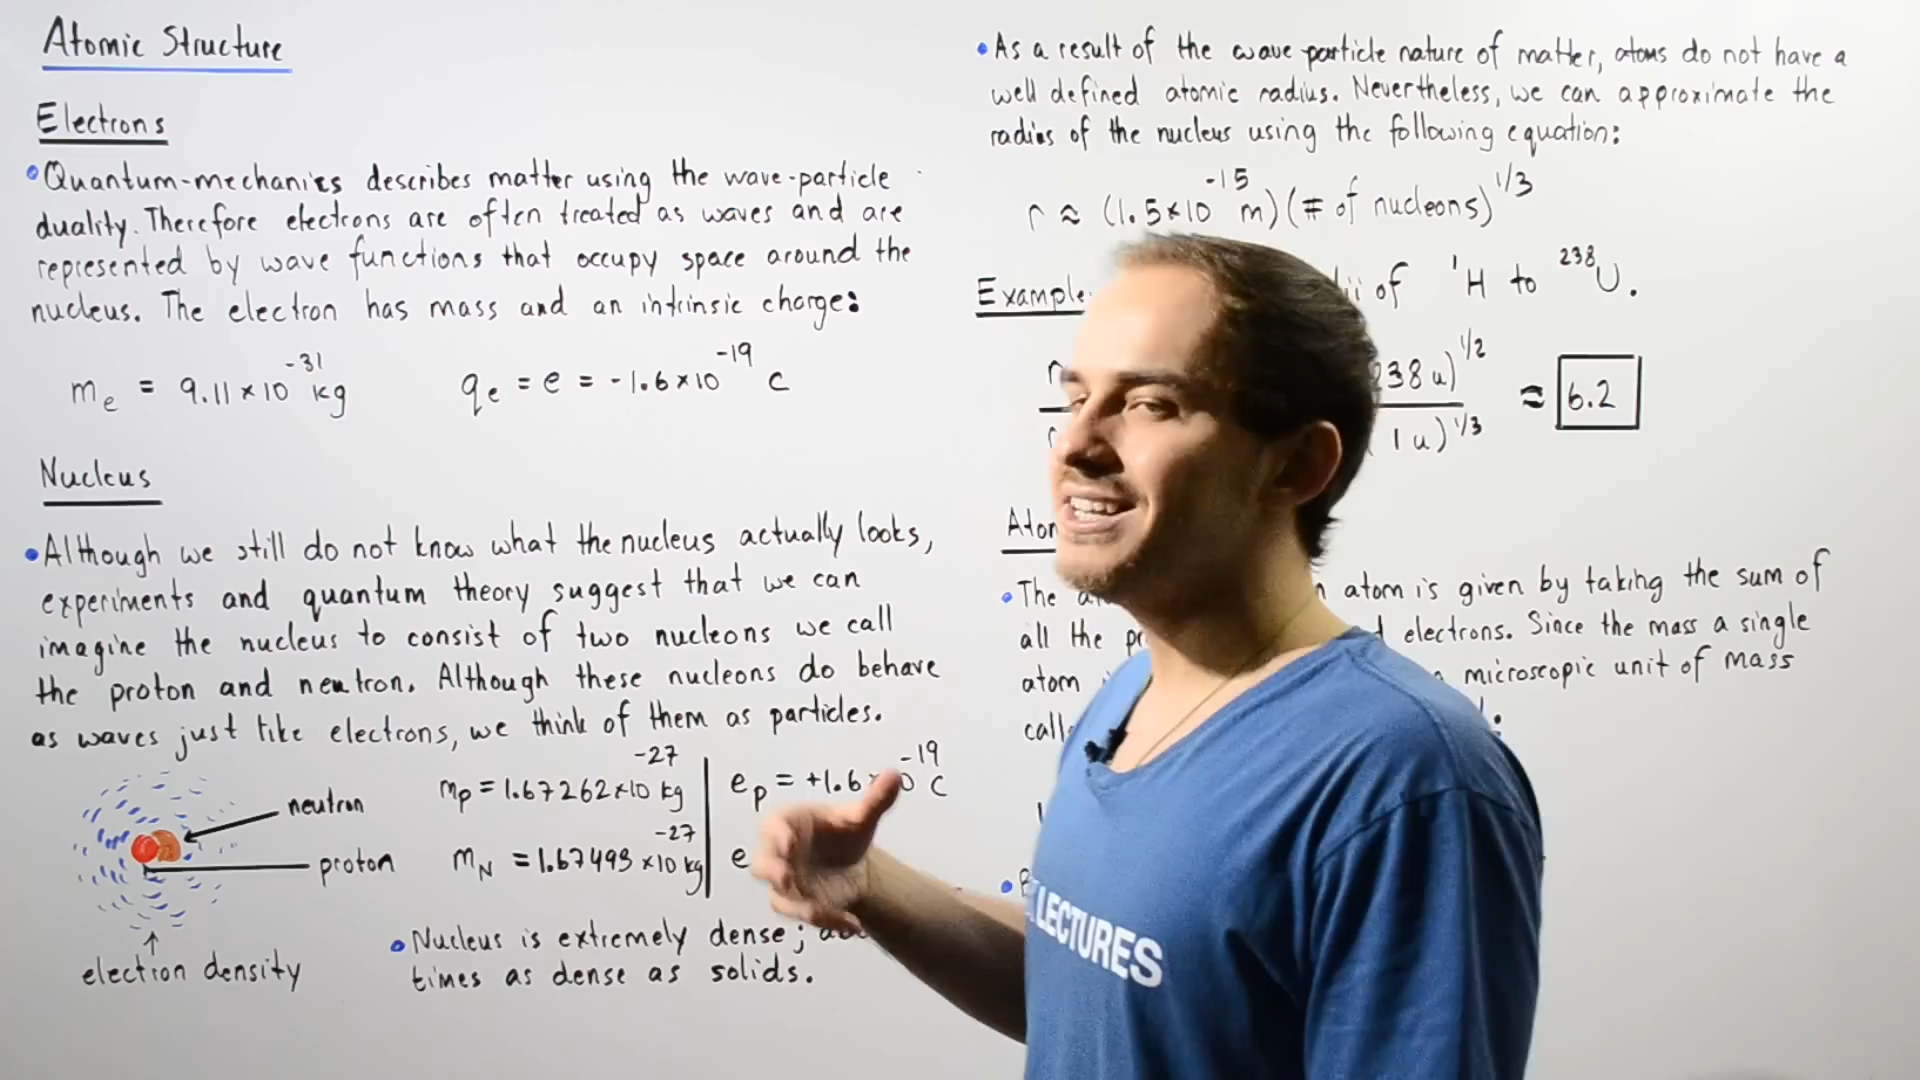 Atomic Structure
Electrons
•Quantum-mechanics describes matter using the wave-particle
duality. Therefore electrons are often treated as waves and are
represented by wave functions that occupy space around the
nucleus. The electron has mass and an intrinsic charge:
mₑ = 9.11×10⁻³¹ kg
qₑ = e = -1.6×10⁻¹⁹ C
Nucleus
•Although we still do not know what the nucleus actually looks,
experiments and quantum theory suggest that we can
imagine the nucleus to consist of two nucleons we call
the proton and neutron. Although these nucleons do behave
as waves just like electrons, we think of them as particles.
neutron
proton
electron density
mₚ = 1.67262×10⁻²⁷ kg
m_N = 1.67493×10⁻²⁷ kg
eₚ = +1.6 0⁻¹⁹ C
e
•Nucleus is extremely dense;
times as dense as solids.
•As a result of the wave particle nature of matter, atoms do not have a
well defined atomic radius. Nevertheless, we can approximate the
radius of the nucleus using the following equation:
r ≈ (1.5×10⁻¹⁵ m)(# of nucleons)^1/3
Example of ¹H to ²³⁸U.
38u)^1/2
1u)^1/3
≈ 6.2
•The atom is given by taking the sum of
all the electrons. Since the mass a single
atom microscopic unit of mass
LECTURES